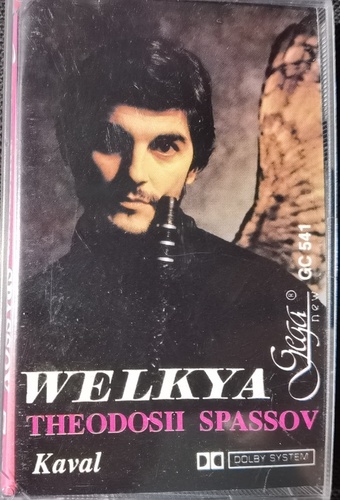 Gega®
new
GC 541
WELKYA
THEODOSII SPASSOV
Kaval
DOLBY SYSTEM